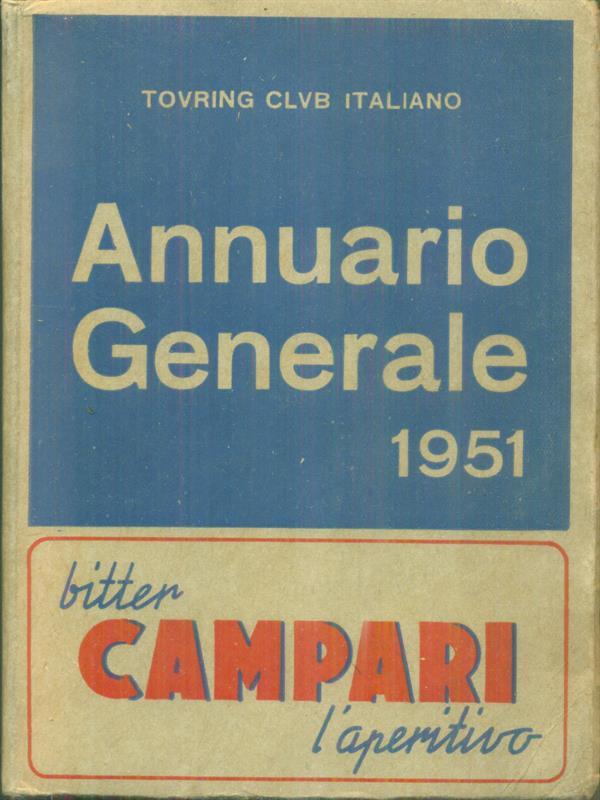 TOVRING CLVB ITALIANO
Annuario
Generale
1951
bitter
CAMPARI
l'aperitivo